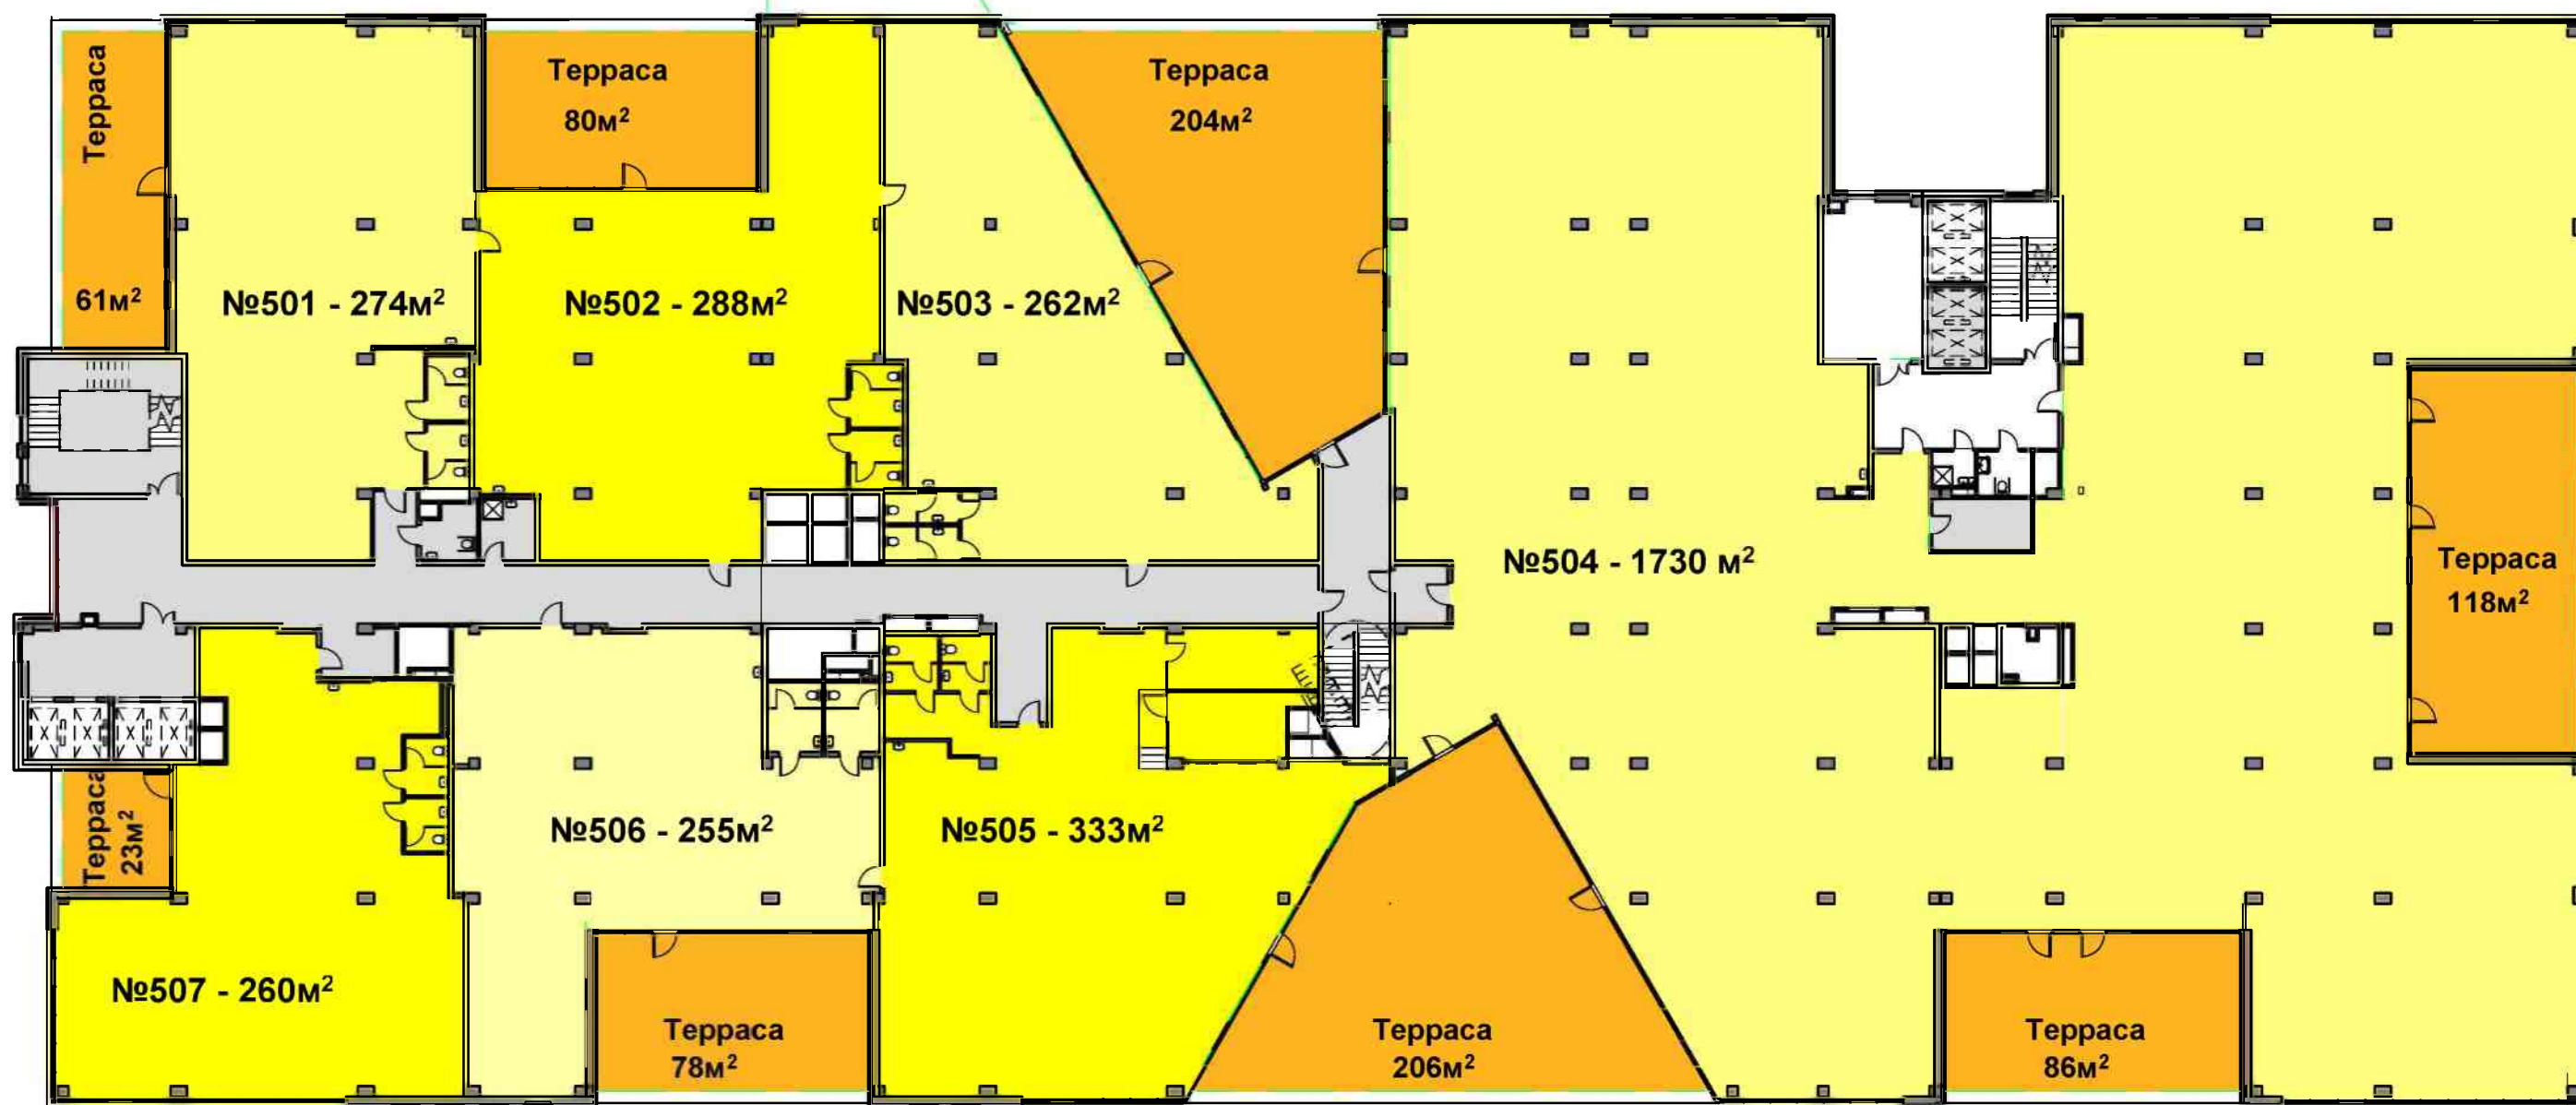 Терраса
61м²
Терраса
80м²
Терраса
204м²
№501 - 274м²
№502 - 288м²
№503 - 262м²
№504 - 1730 м²
Терраса
118м²
Терраса
23м²
№506 - 255м²
№505 - 333м²
№507 - 260м²
Терраса
78м²
Терраса
206м²
Терраса
86м²